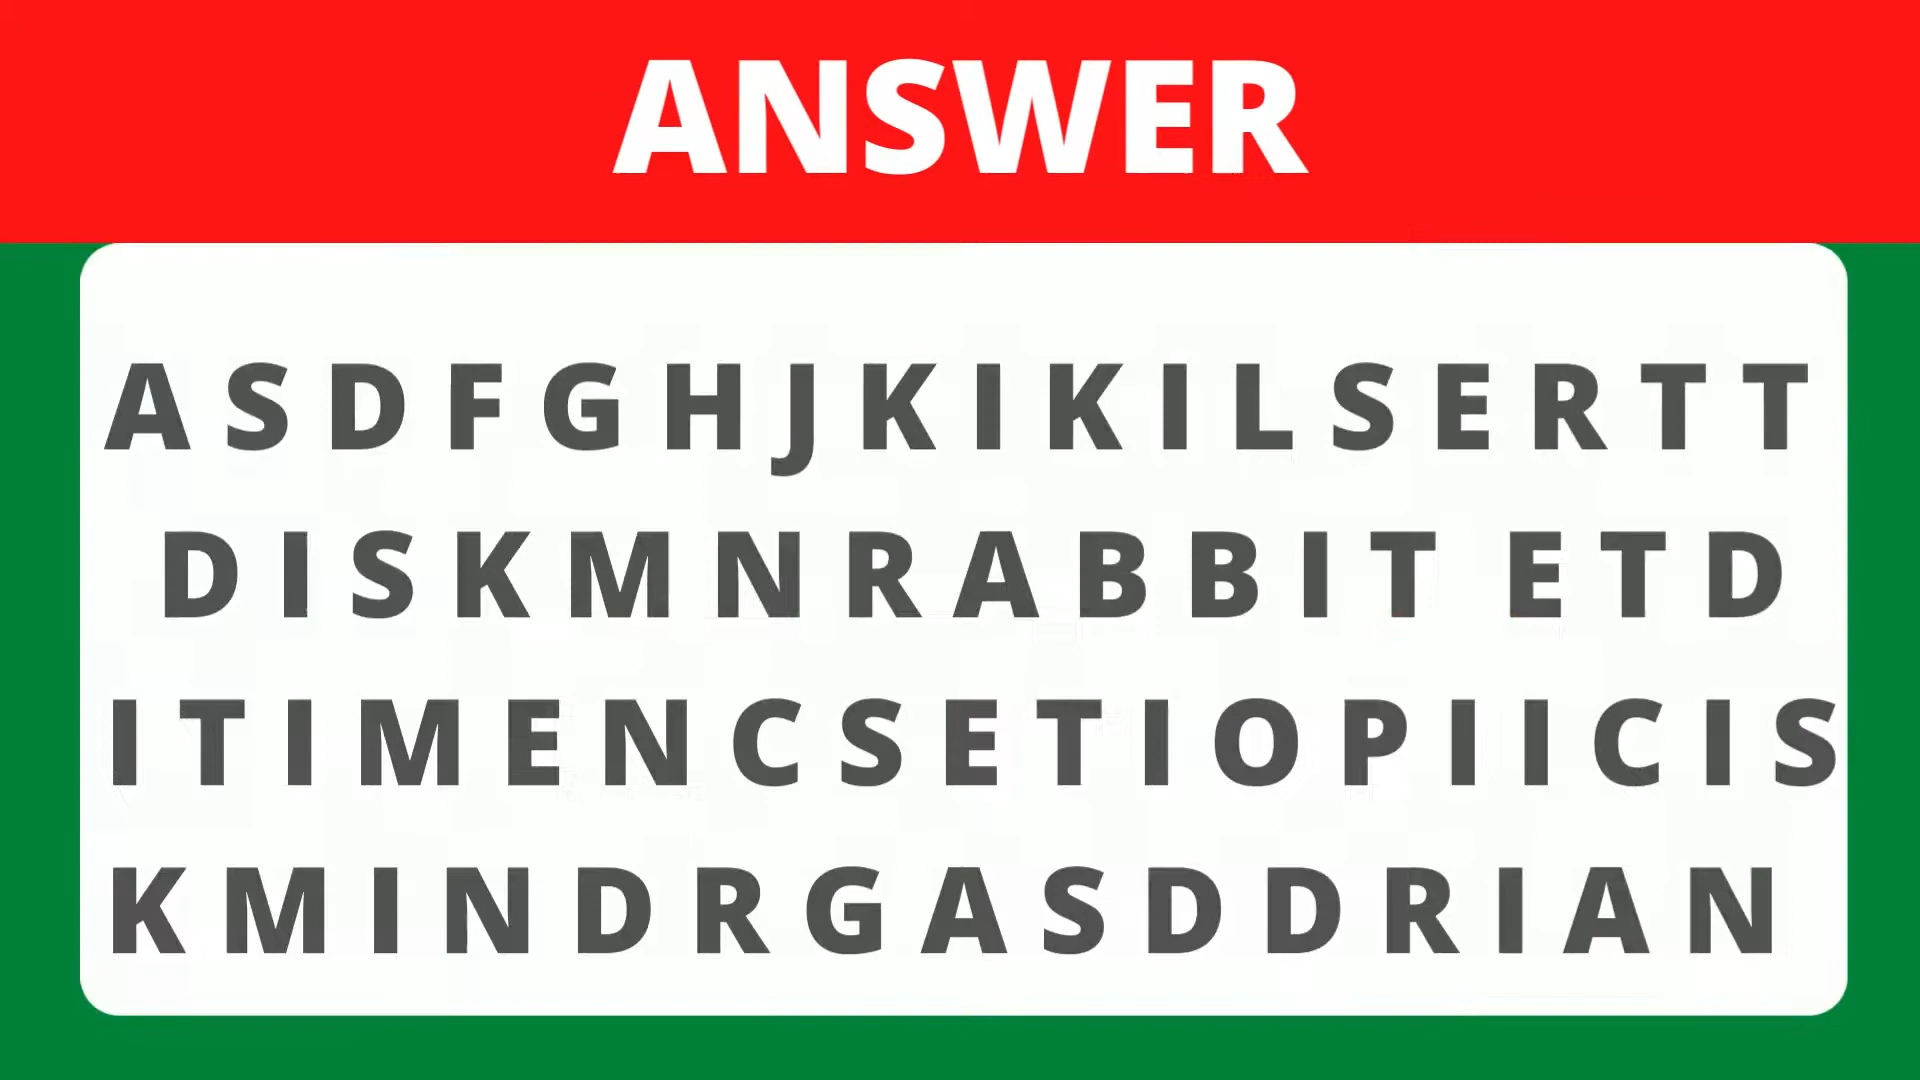 ANSWER
A S D F G H J K I K I L S E R T T
D I S K M N R A B B I T E T D
I T I M E N C S E T I O P I I C I S
K M I N D R G A S D D R I A N